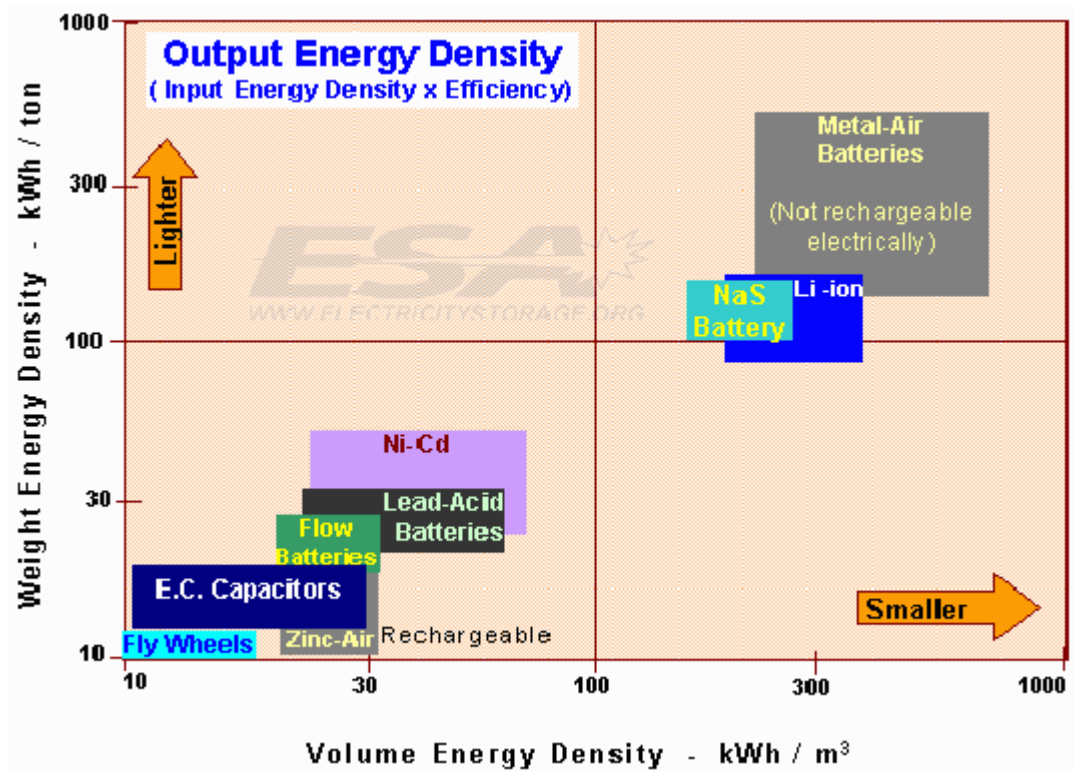 1000
Output Energy Density
( Input Energy Density x Efficiency)
Weight Energy Density - kWh / ton
Lighter
300
Metal-Air
Batteries
(Not rechargeable
electrically)
ESA
WWW.ELECTRICITYSTORAGE.ORG
NaS
Battery
Li -ion
100
Ni-Cd
30
Lead-Acid
Batteries
Flow
Batteries
E.C. Capacitors
Smaller
Fly Wheels
Zinc-Air
Rechargeable
10
10
30
100
300
1000
Volume Energy Density - kWh / m³